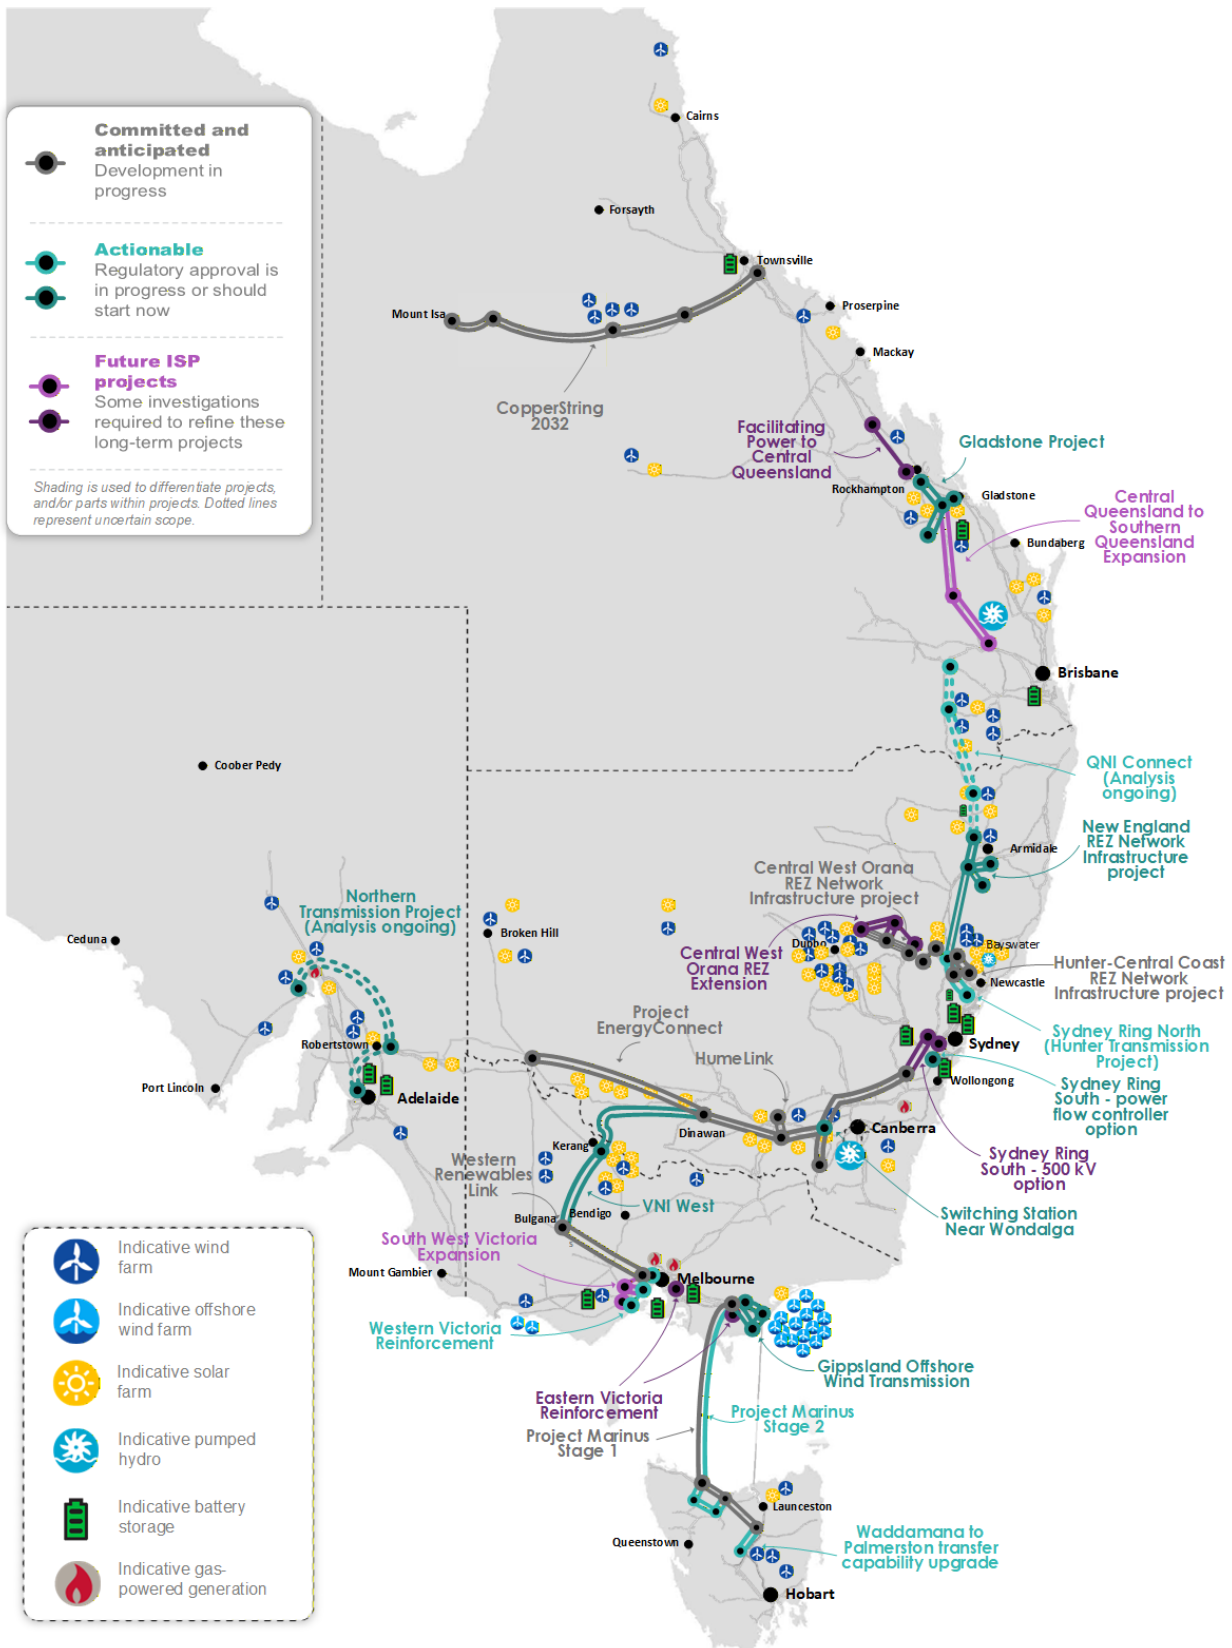 Committed and
anticipated
Development in
progress
Actionable
Regulatory approval is
in progress or should
start now
Future ISP
projects
Some investigations
required to refine these
long-term projects
Shading is used to differentiate projects,
and/or parts within projects. Dotted lines
represent uncertain scope.
Cairns
Forsyth
Townsville
Mount Isa
Proserpine
Mackay
CopperString
2032
Facilitating
Power to
Central
Queensland
Gladstone Project
Rockhampton
Gladstone
Central
Queensland to
Southern
Queensland
Expansion
Bundaberg
Brisbane
Coober Pedy
QNI Connect
(Analysis
ongoing)
New England
REZ Network
Infrastructure
project
Armidale
Central West Orana
REZ Network
Infrastructure project
Northern
Transmission Project
(Analysis ongoing)
Ceduna
Broken Hill
Dubbo
Bayswater
Central West
Orana REZ
Extension
Hunter-Central Coast
REZ Network
Infrastructure project
Newcastle
Project
EnergyConnect
Sydney Ring North
(Hunter Transmission
Project)
Robertstown
HumeLink
Sydney
Port Lincoln
Adelaide
Wollongong
Sydney Ring
South - power
flow controller
option
Dinawan
Canberra
Kerang
Western
Renewables
Link
Sydney Ring
South - 500 kV
option
VNI West
Bulgana
Bendigo
Switching Station
Near Wondalga
South West Victoria
Expansion
Mount Gambier
Melbourne
Western Victoria
Reinforcement
Gippsland Offshore
Wind Transmission
Eastern Victoria
Reinforcement
Project Marinus
Stage 2
Project Marinus
Stage 1
Launceston
Queenstown
Waddamana to
Palmerston transfer
capability upgrade
Hobart
Indicative wind
farm
Indicative offshore
wind farm
Indicative solar
farm
Indicative pumped
hydro
Indicative battery
storage
Indicative gas-
powered generation